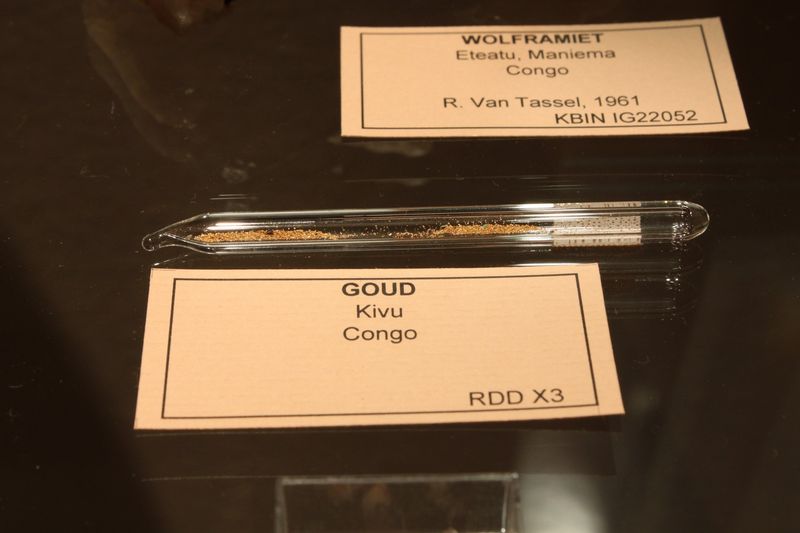 WOLFRAMIET
Eteatu, Maniema
Congo
R. Van Tassel, 1961
KBIN IG22052
GOUD
Kivu
Congo
RDD X3